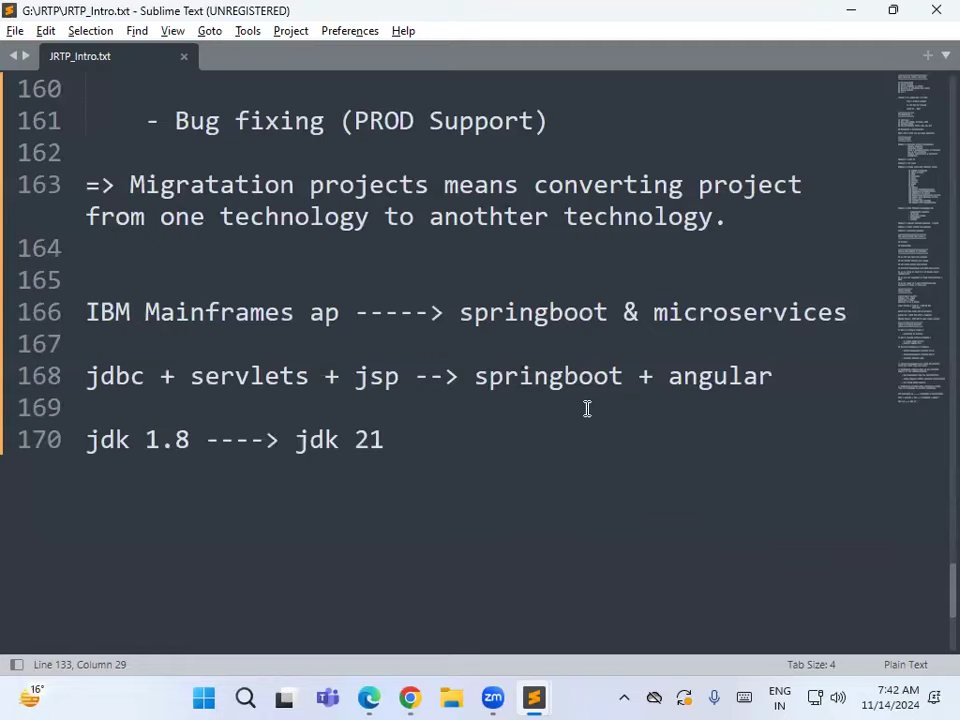 G:\JRTP\JRTP_Intro.txt - Sublime Text (UNREGISTERED)
File Edit Selection Find View Goto Tools Project Preferences Help
JRTP_Intro.txt
160
161 - Bug fixing (PROD Support)
162
163 => Migratation projects means converting project
from one technology to anothter technology.
164
165
166 IBM Mainframes ap -----> springboot & microservices
167
168 jdbc + servlets + jsp --> springboot + angular
169
170 jdk 1.8 ----> jdk 21
Line 133, Column 29 Tab Size: 4 Plain Text
16°
ENG
IN
7:42 AM
11/14/2024